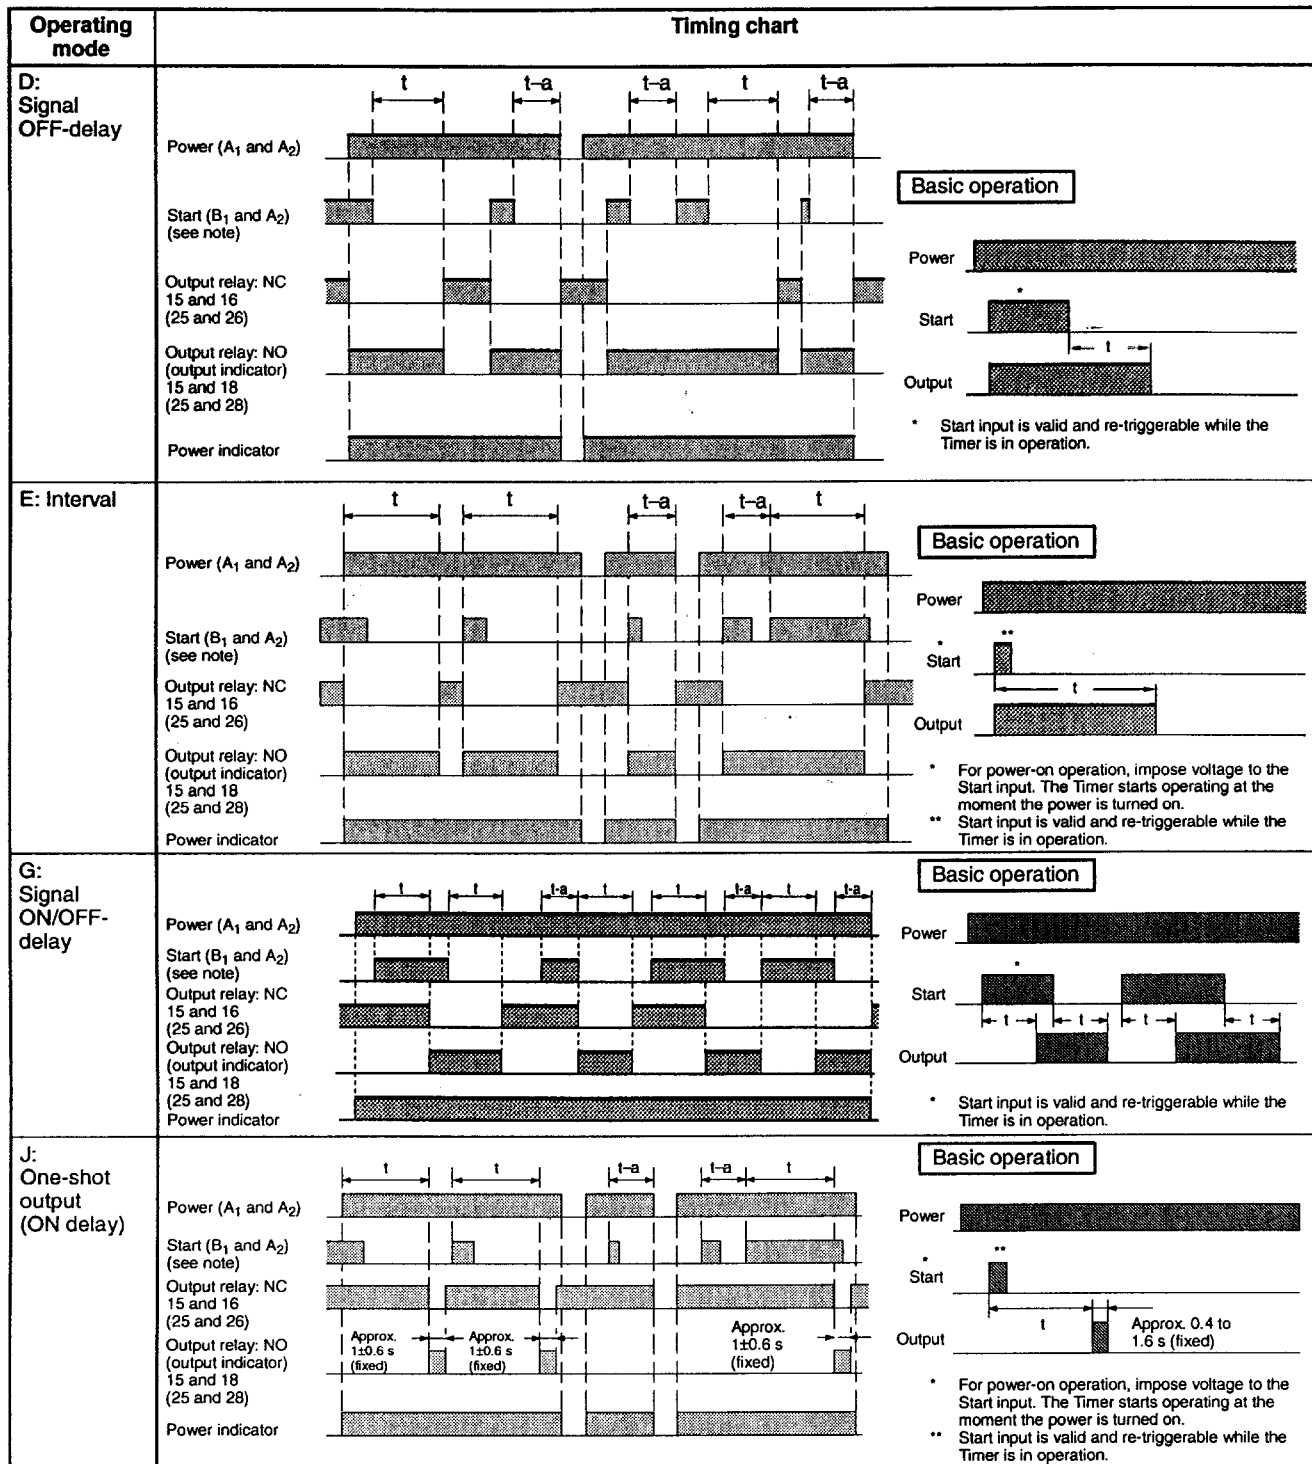 Operating
mode
Timing chart
D:
Signal
OFF-delay
t
t–a
t–a
t
t–a
Power (A₁ and A₂)
Start (B₁ and A₂)
(see note)
Output relay: NC
15 and 16
(25 and 26)
Output relay: NO
(output indicator)
15 and 18
(25 and 28)
Power indicator
Basic operation
Power
*
Start
t
Output
* Start input is valid and re-triggerable while the
Timer is in operation.
E: Interval
t
t
t–a
t–a
t
Power (A₁ and A₂)
Start (B₁ and A₂)
(see note)
Output relay: NC
15 and 16
(25 and 26)
Output relay: NO
(output indicator)
15 and 18
(25 and 28)
Power indicator
Basic operation
Power
* **
Start
t
Output
* For power-on operation, impose voltage to the
Start input. The Timer starts operating at the
moment the power is turned on.
** Start input is valid and re-triggerable while the
Timer is in operation.
G:
Signal
ON/OFF-
delay
t
t
t-a
t
t
t-a
t
t-a
Power (A₁ and A₂)
Start (B₁ and A₂)
(see note)
Output relay: NC
15 and 16
(25 and 26)
Output relay: NO
(output indicator)
15 and 18
(25 and 28)
Power indicator
Basic operation
Power
*
Start
t t t t
Output
* Start input is valid and re-triggerable while the
Timer is in operation.
J:
One-shot
output
(ON delay)
t
t
t–a
t–a
t
Power (A₁ and A₂)
Start (B₁ and A₂)
(see note)
Output relay: NC
15 and 16
(25 and 26)
Output relay: NO
(output indicator)
15 and 18
(25 and 28)
Approx.
1±0.6 s
(fixed)
Approx.
1±0.6 s
(fixed)
Approx.
1±0.6 s
(fixed)
Power indicator
Basic operation
Power
* **
Start
t
Output
Approx. 0.4 to
1.6 s (fixed)
* For power-on operation, impose voltage to the
Start input. The Timer starts operating at the
moment the power is turned on.
** Start input is valid and re-triggerable while the
Timer is in operation.